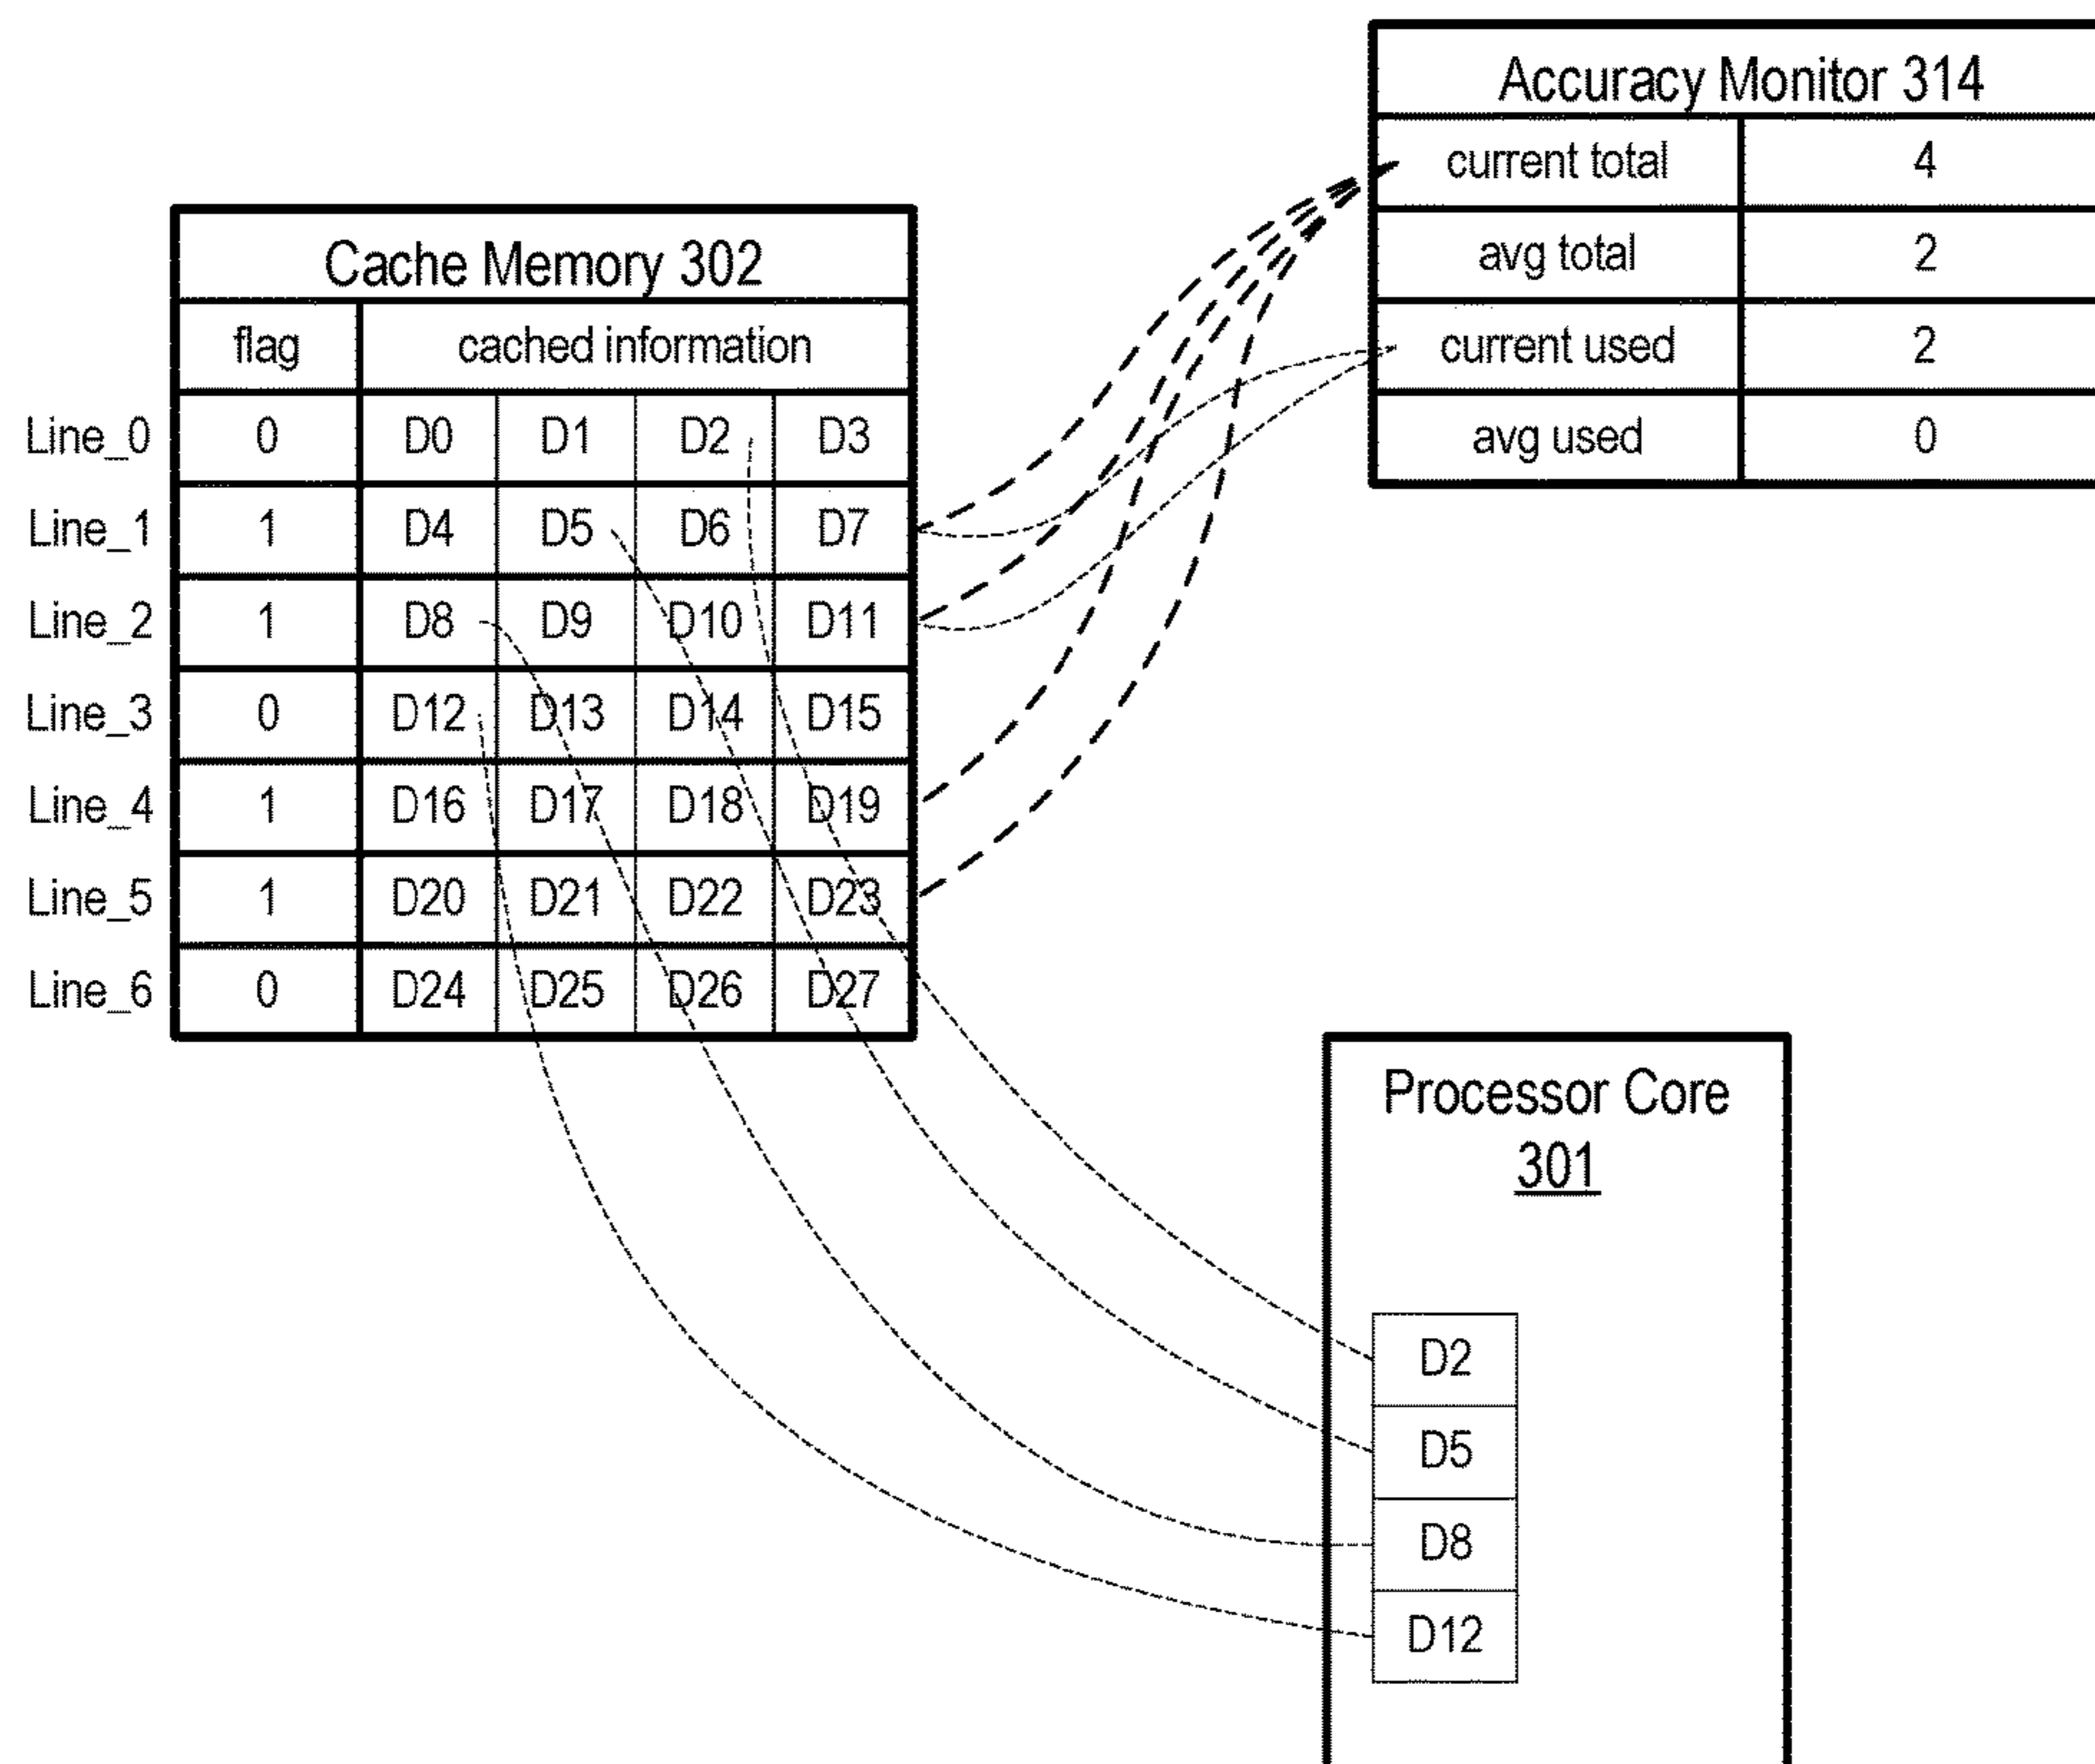 Accuracy Monitor 314
current total 4
avg total 2
current used 2
avg used 0
Cache Memory 302
flag cached information
Line_0 0 D0 D1 D2 D3
Line_1 1 D4 D5 D6 D7
Line_2 1 D8 D9 D10 D11
Line_3 0 D12 D13 D14 D15
Line_4 1 D16 D17 D18 D19
Line_5 1 D20 D21 D22 D23
Line_6 0 D24 D25 D26 D27
Processor Core
301
D2
D5
D8
D12